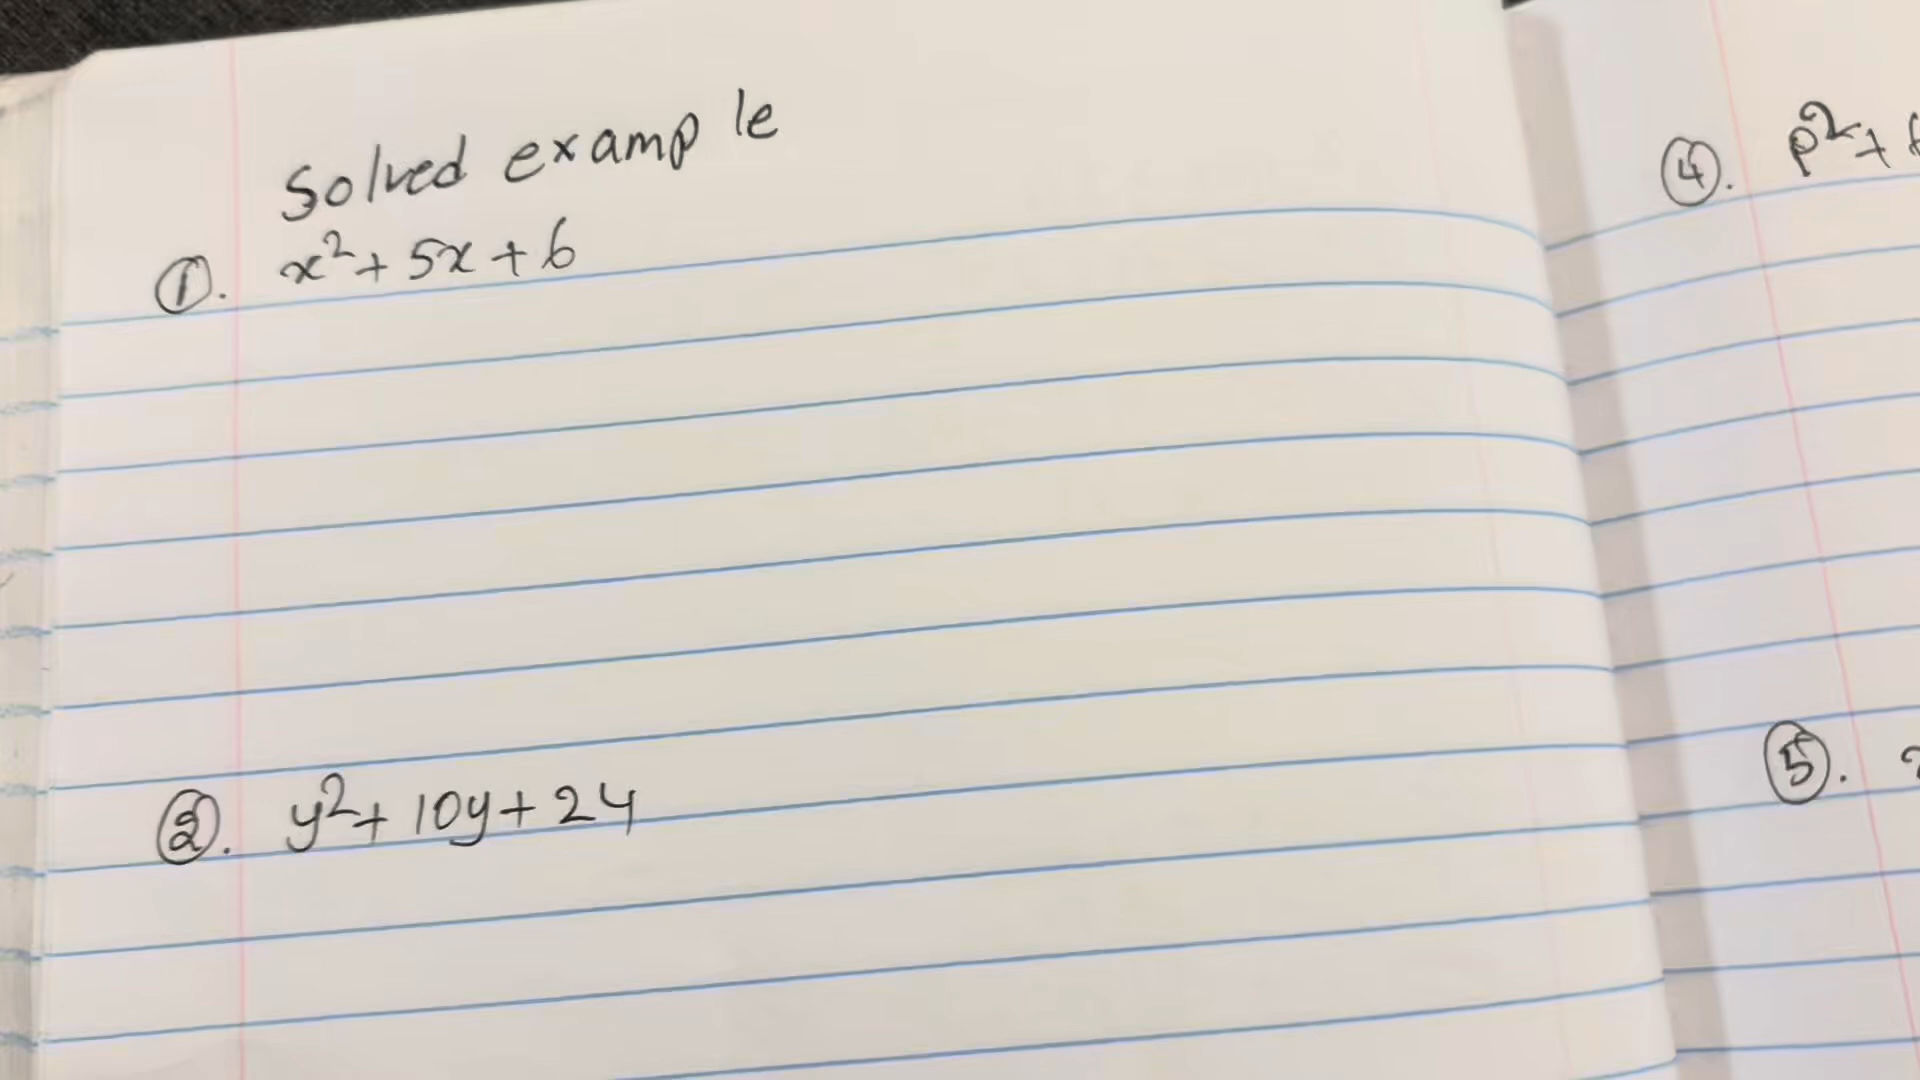 Solved example
①. x²+ 5x + 6
②. y²+ 10y + 24
④. p²+
⑤.